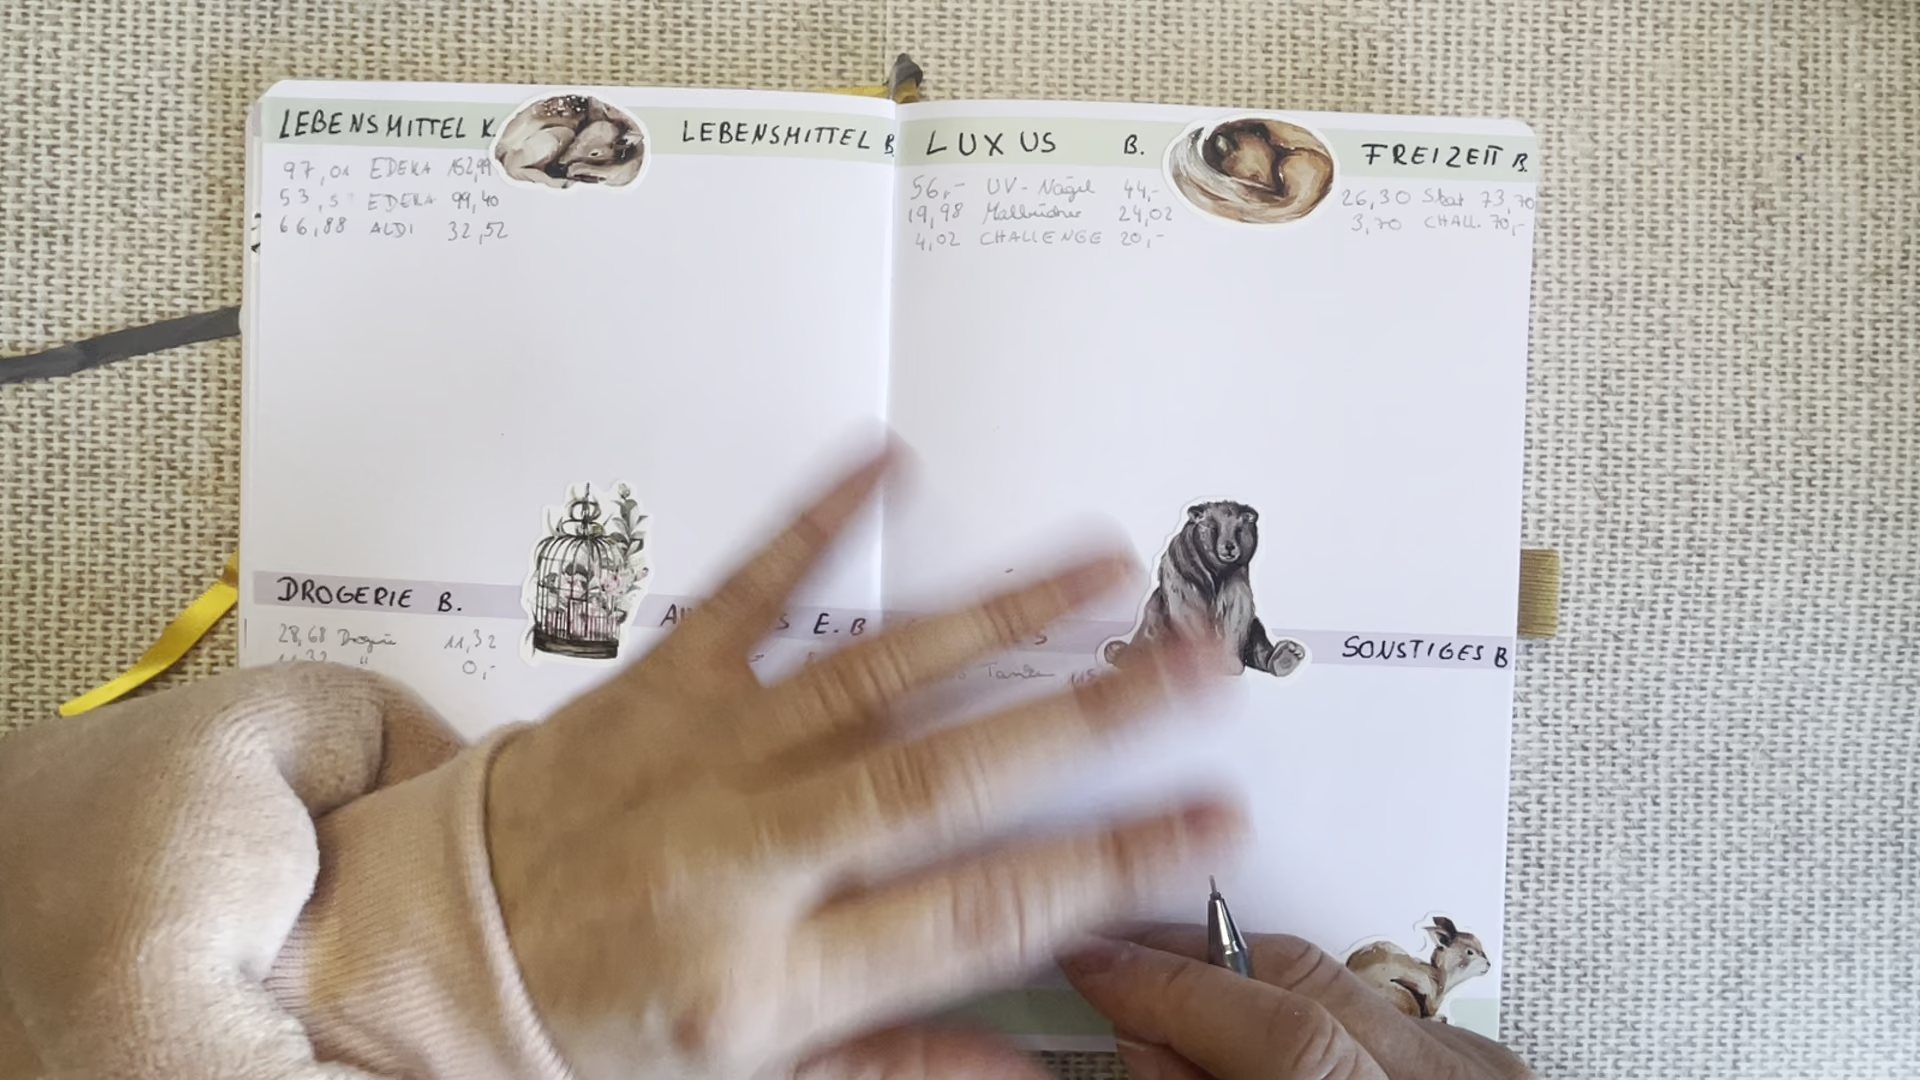 LEBENSMITTEL K.
97,01 EDEKA 152,99
53,5 EDEKA 99,40
66,88 ALDI 32,52
LEBENSMITTEL B.
LUXUS B.
56,- UV-Nägel 44,-
19,98 Malbücher 24,02
4,02 CHALLENGE 20,-
FREIZEIT B.
26,30 Skat 73,70
3,70 CHALL. 70,-
DROGERIE B.
28,68 Drogerie 11,32
11,32 " 0,-
E.B
SONSTIGES B